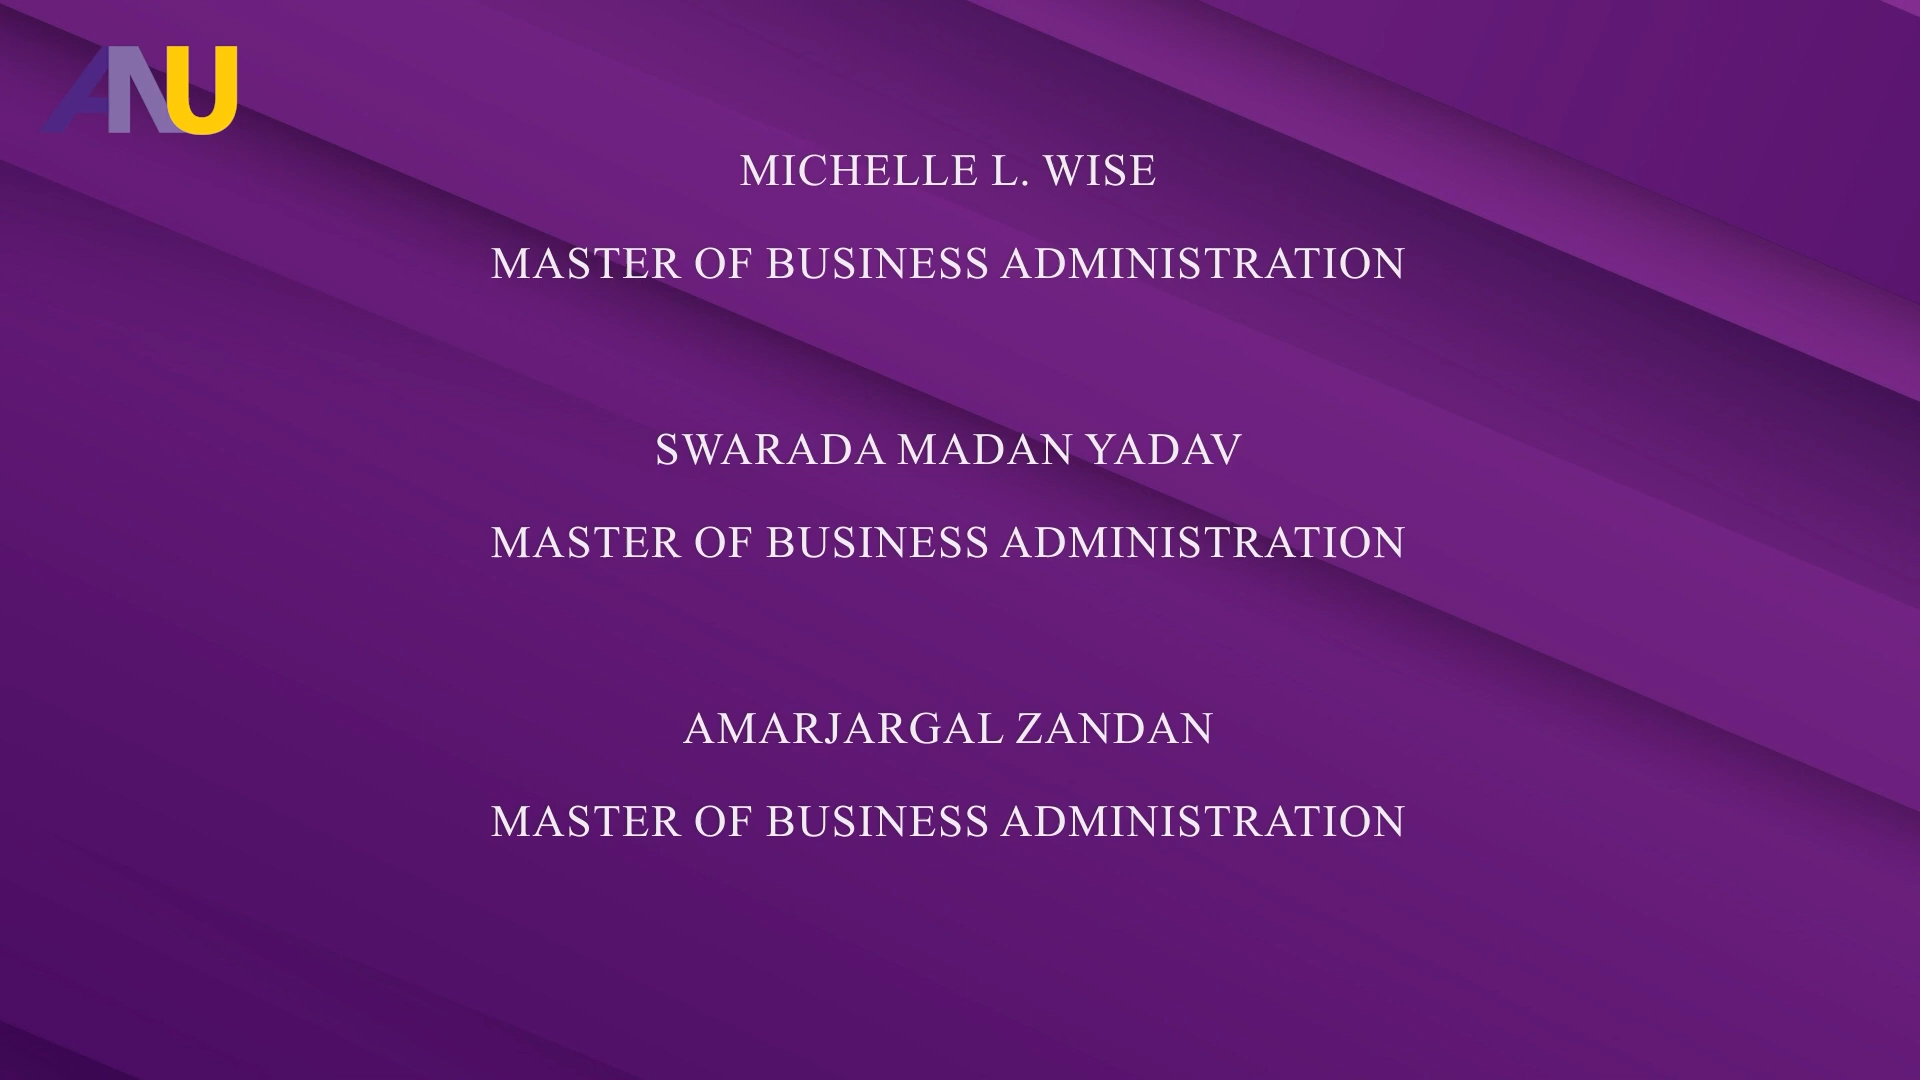 ANU
MICHELLE L. WISE
MASTER OF BUSINESS ADMINISTRATION
SWARADA MADAN YADAV
MASTER OF BUSINESS ADMINISTRATION
AMARJARGAL ZANDAN
MASTER OF BUSINESS ADMINISTRATION